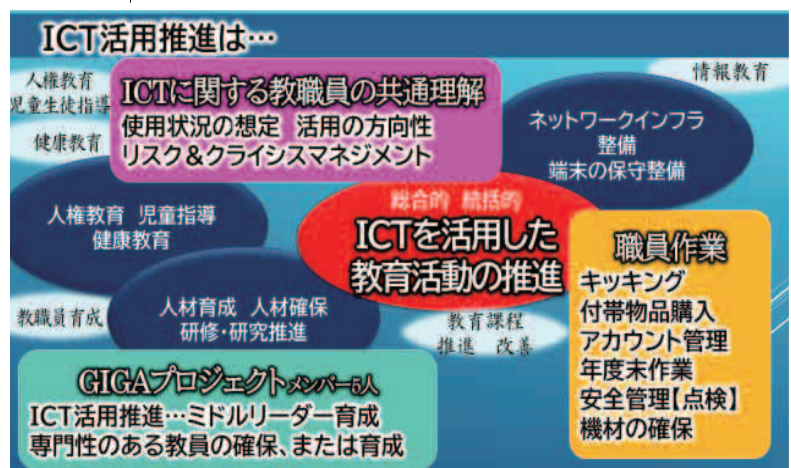 ICT活用推進は…
人権教育
児童生徒指導
健康教育
ICTに関する教職員の共通理解
使用状況の想定 活用の方向性
リスク&クライシスマネジメント
情報教育
ネットワークインフラ
整備
端末の保守整備
人権教育 児童指導
健康教育
総合的 統括的
ICTを活用した
教育活動の推進
職員作業
キッキング
付帯物品購入
アカウント管理
年度末作業
安全管理【点検】
機材の確保
教職員育成
人材育成 人材確保
研修・研究推進
教育課程
推進 改善
GIGAプロジェクトメンバー5人
ICT活用推進…ミドルリーダー育成
専門性のある教員の確保、または育成